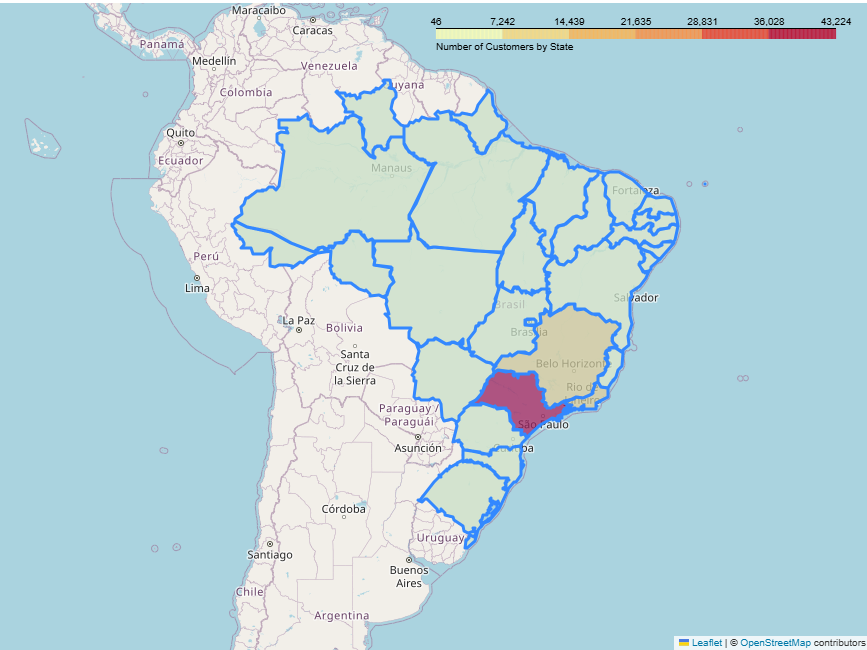 46 7,242 14,439 21,635 28,831 36,028 43,224
Number of Customers by State
Maracaibo
Caracas
Panamá
Medellín
Venezuela
Guyana
Colombia
Quito
Manaus
Ecuador
Fortaleza
Perú
Lima
Salvador
Brasil
La Paz
Bolivia
Brasília
Santa
Cruz de
la Sierra
Belo Horizonte
Rio de
Janeiro
Paraguay /
Paraguái
São Paulo
Asunción
Curitiba
Córdoba
Uruguay
Santiago
Buenos
Aires
Chile
Argentina
Leaflet | © OpenStreetMap contributors